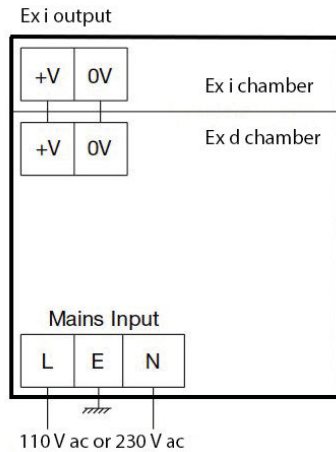 Ex i output
+V 0V
Ex i chamber
Ex d chamber
+V 0V
Mains Input
L E N
110 V ac or 230 V ac